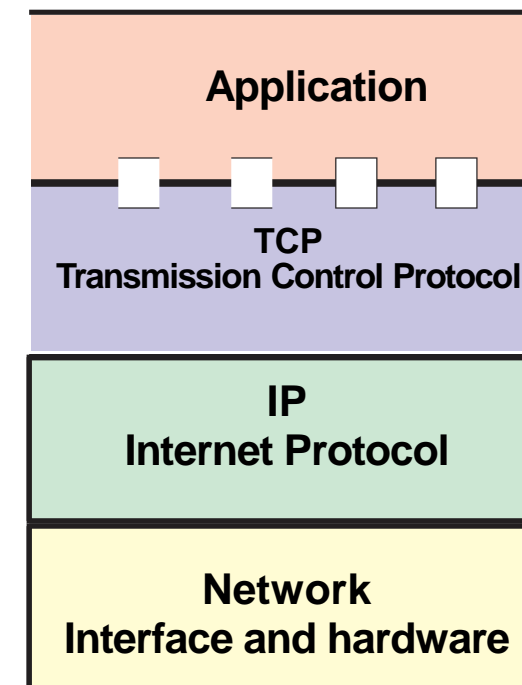 Application
TCP
Transmission Control Protocol
IP
Internet Protocol
Network
Interface and hardware